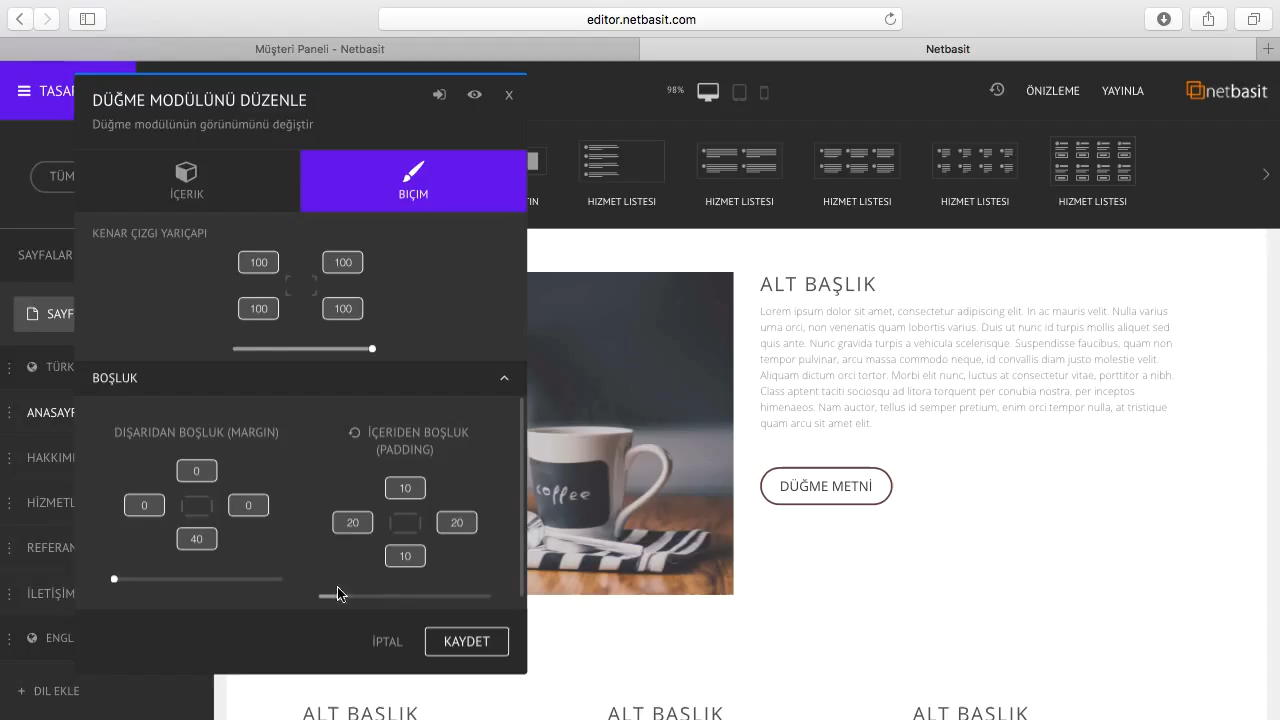 editor.netbasit.com
Müşteri Paneli - Netbasit
Netbasit
TASAR
98%
ÖNİZLEME
YAYINLA
netbasit
DÜĞME MODÜLÜNÜ DÜZENLE
X
Düğme modülünün görünümünü değiştir
İÇERIK
BIÇIM
TÜM
HIZMET LISTESI
HIZMET LISTESI
HIZMET LISTESI
HIZMET LISTESI
HIZMET LISTESI
SAYFALAR
KENAR ÇIZGI YARIÇAPI
100
100
100
100
SAYF
TÜRK
BOŞLUK
ANASAYF
HAKKIMI
HİZMETL
REFERAN
İLETİŞİM
ENGL
+ DIL EKLE
DIŞARIDAN BOŞLUK (MARGIN)
0
0
0
40
İÇERIDEN BOŞLUK
(PADDING)
10
20
20
10
İPTAL
KAYDET
coffee
ALT BAŞLIK
Lorem ipsum dolor sit amet, consectetur adipiscing elit. In ac mauris velit. Nulla varius
urna orci, non venenatis quam lobortis varius. Duis ut nunc id turpis mollis aliquet sed
quis ante. Nunc gravida turpis a vehicula scelerisque. Suspendisse faucibus, quam non
tempor pulvinar, arcu massa commodo neque, id convallis diam justo molestie velit.
Aliquam dictum orci tortor. Morbi elit nunc, luctus at consectetur vitae, porttitor a nibh.
Class aptent taciti sociosqu ad litora torquent per conubia nostra, per inceptos
himenaeos. Nam auctor, tellus id semper pretium, enim orci tempor nulla, at tristique
quam arcu sit amet elit.
DÜĞME METNİ
ALT BAŞLIK
ALT BAŞLIK
ALT BAŞLIK